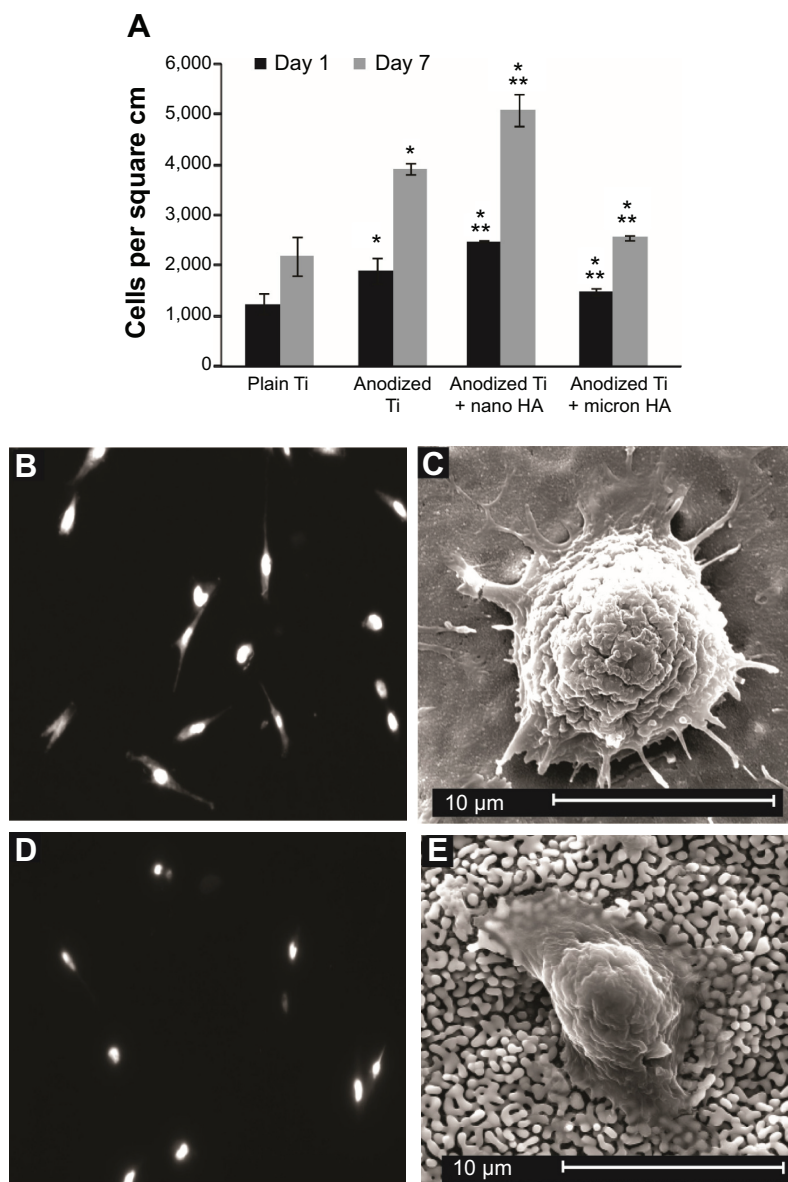 A
Day 1 Day 7
Cells per square cm
6,000
5,000
4,000
3,000
2,000
1,000
0
*
*
*
**
*
**
*
**
*
**
Plain Ti
Anodized
Ti
Anodized Ti
+ nano HA
Anodized Ti
+ micron HA
B
C
10 µm
D
E
10 µm